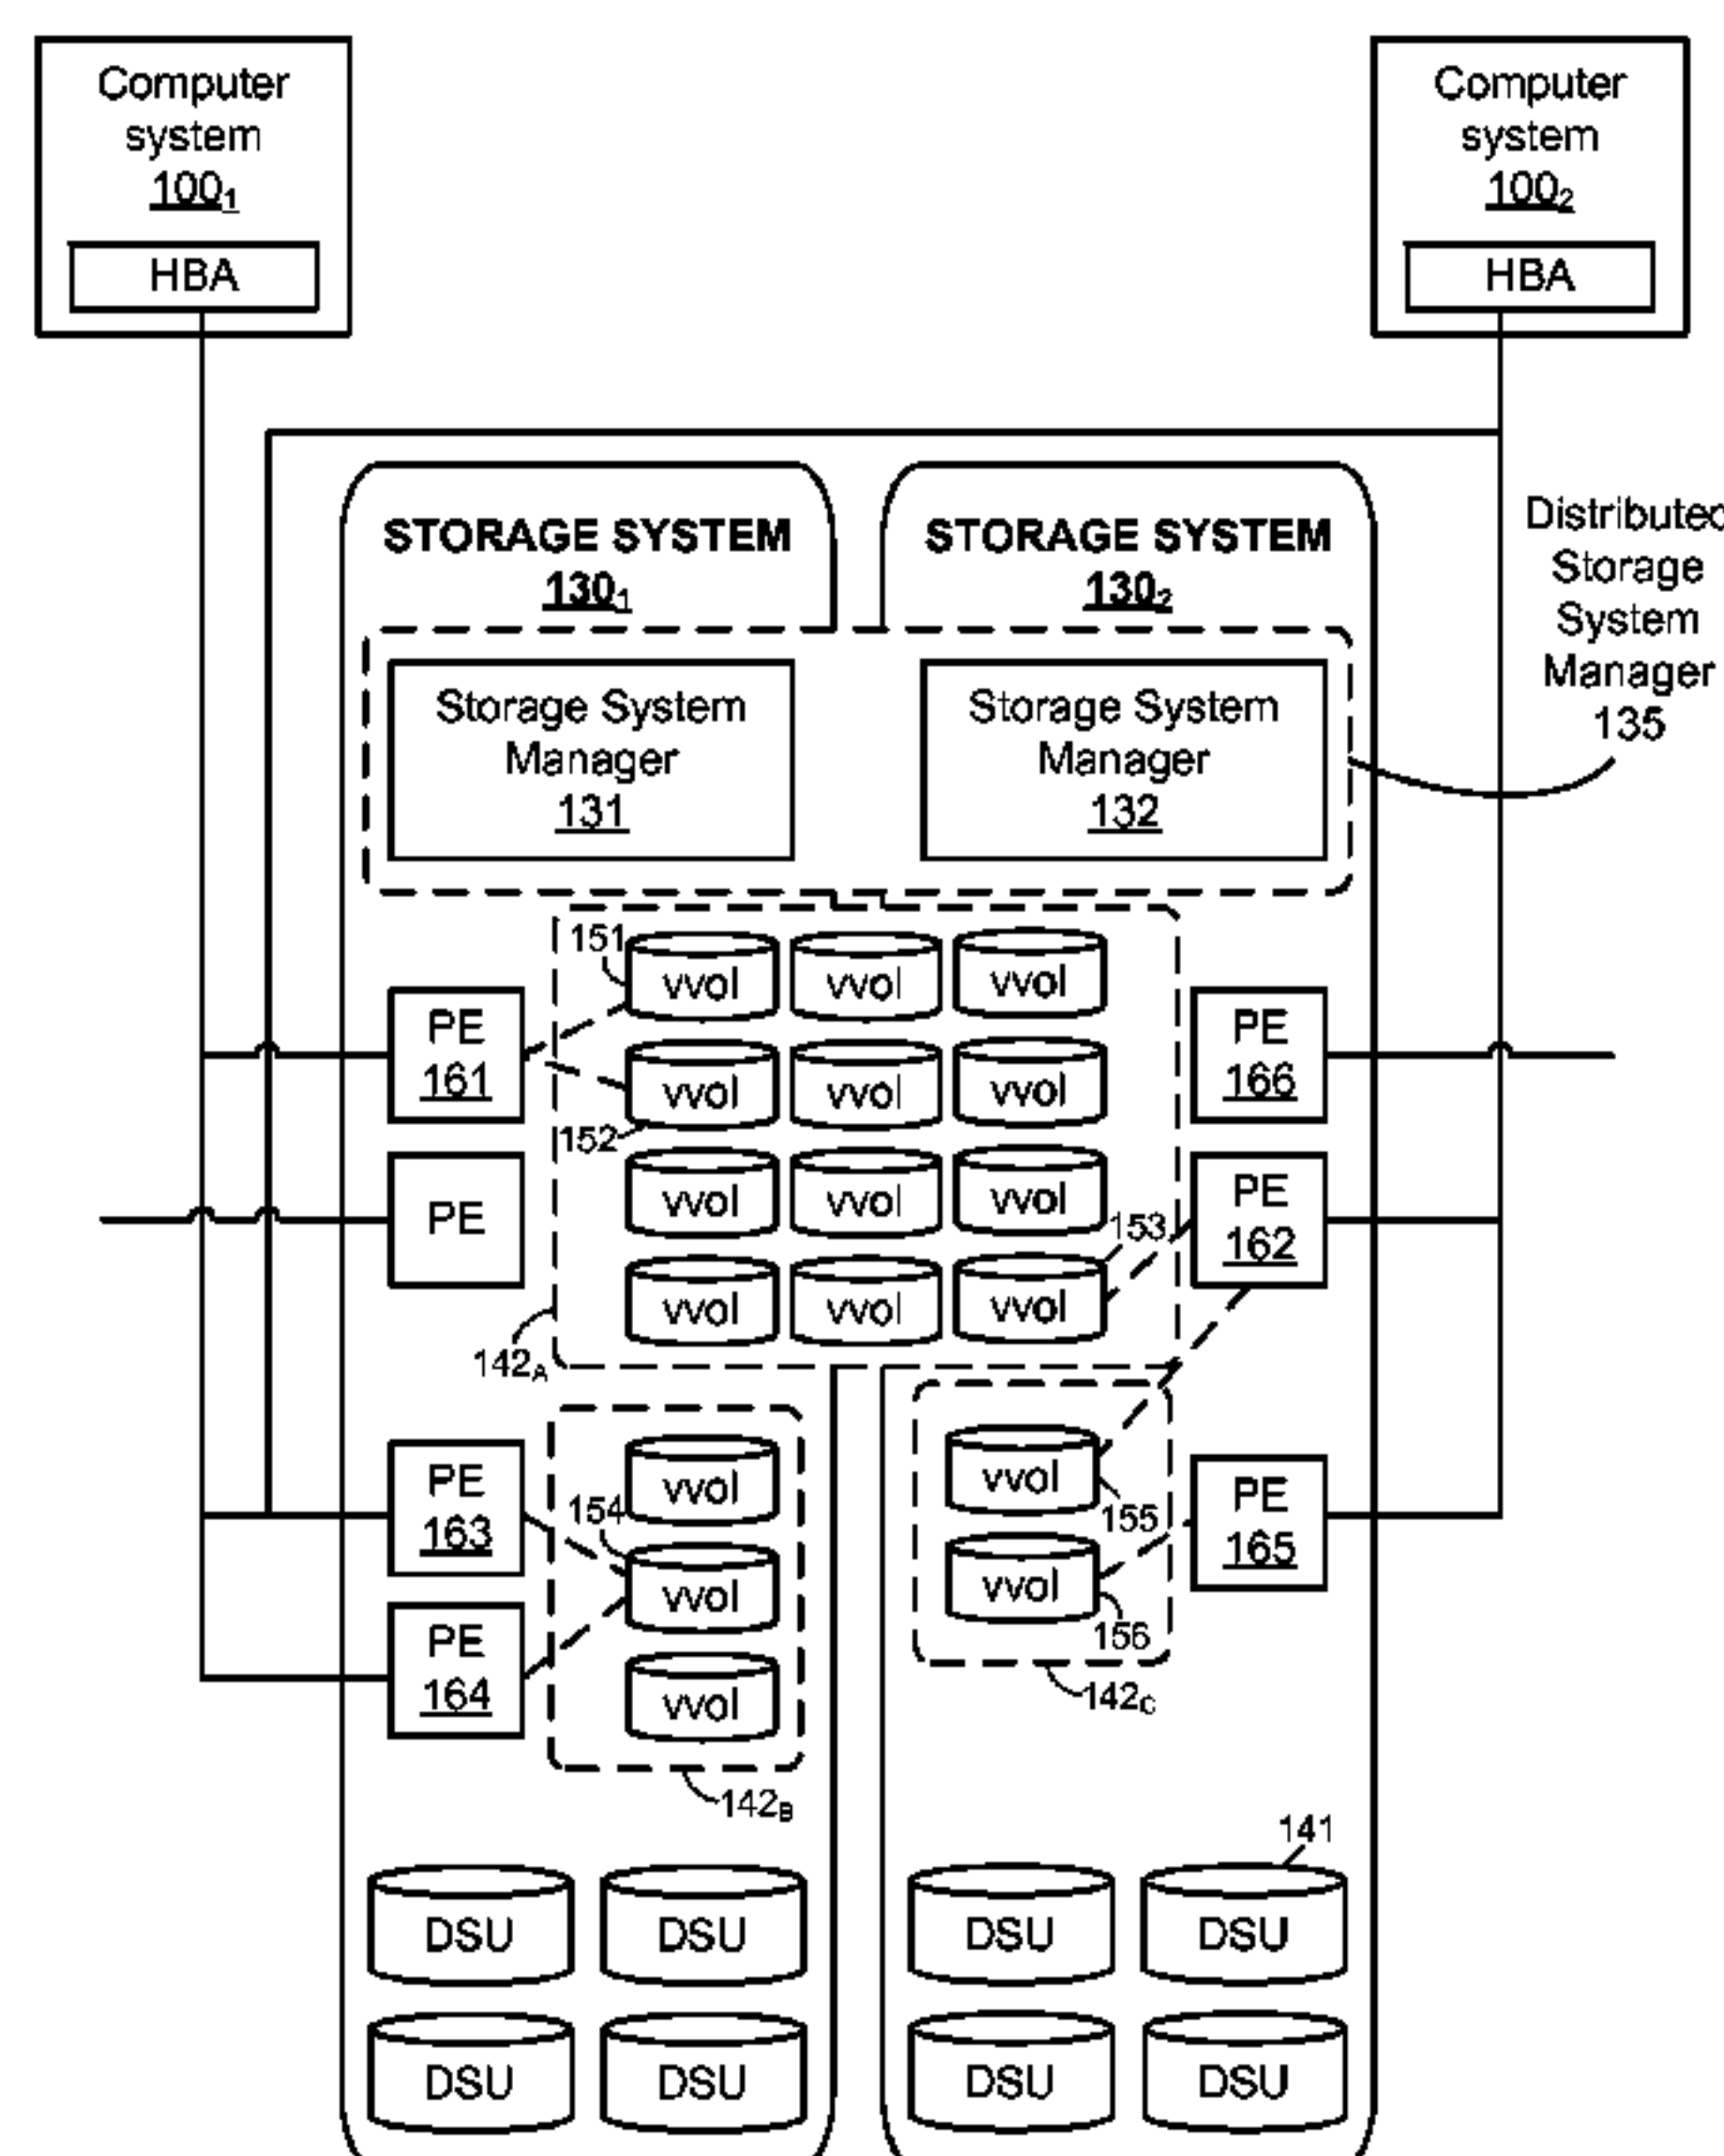 Computer
system
100₁
HBA
Computer
system
100₂
HBA
STORAGE SYSTEM
130₁
STORAGE SYSTEM
130₂
Distributed
Storage
System
Manager
135
Storage System
Manager
131
Storage System
Manager
132
151
vvol
vvol
vvol
PE
161
PE
166
vvol
vvol
vvol
152
PE
vvol
vvol
vvol
153
PE
162
vvol
vvol
vvol
142A
PE
163
vvol
154
vvol
155
PE
165
vvol
vvol
156
PE
164
vvol
142C
142B
141
DSU
DSU
DSU
DSU
DSU
DSU
DSU
DSU